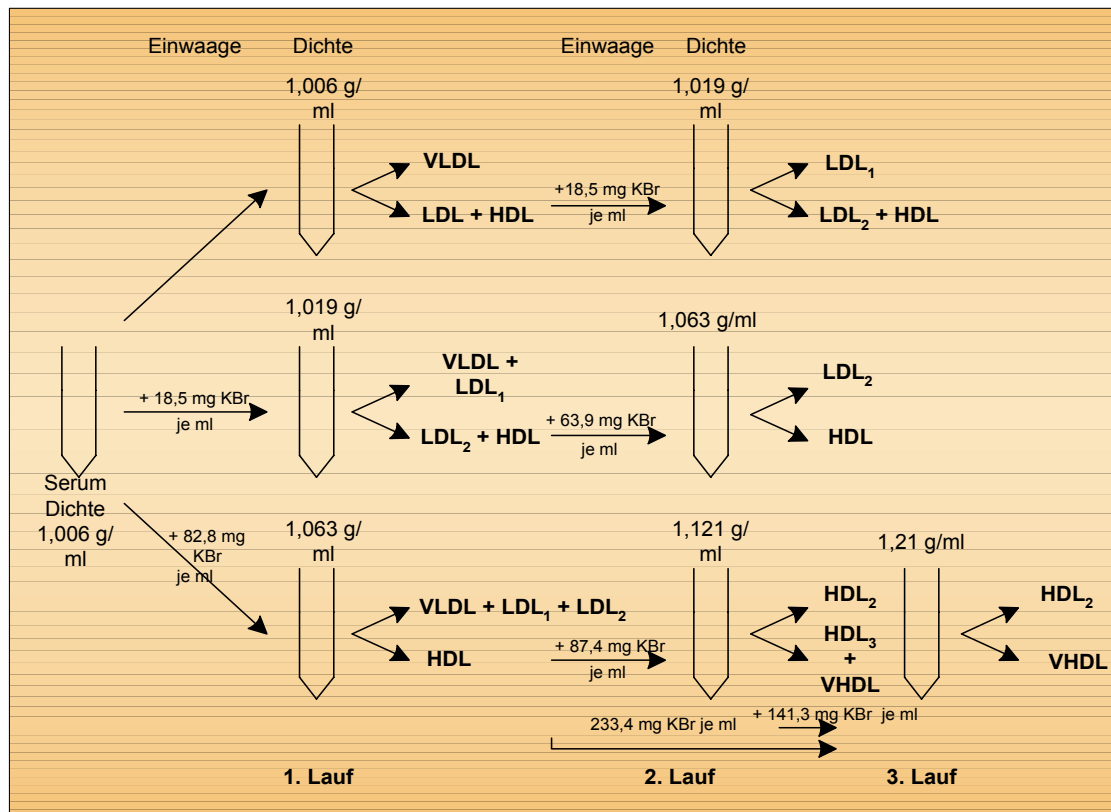 Einwaage Dichte Einwaage Dichte
1,006 g/
ml
1,019 g/
ml
VLDL
LDL + HDL
+18,5 mg KBr
je ml
LDL₁
LDL₂ + HDL
1,019 g/
ml
1,063 g/ml
VLDL +
LDL₁
LDL₂ + HDL
+ 18,5 mg KBr
je ml
+ 63,9 mg KBr
je ml
LDL₂
HDL
Serum
Dichte
1,006 g/
ml
+ 82,8 mg
KBr
je ml
1,063 g/
ml
1,121 g/
ml
1,21 g/ml
VLDL + LDL₁ + LDL₂
HDL
+ 87,4 mg KBr
je ml
HDL₂
HDL₃
+
VHDL
HDL₂
VHDL
233,4 mg KBr je ml
+ 141,3 mg KBr je ml
1. Lauf 2. Lauf 3. Lauf